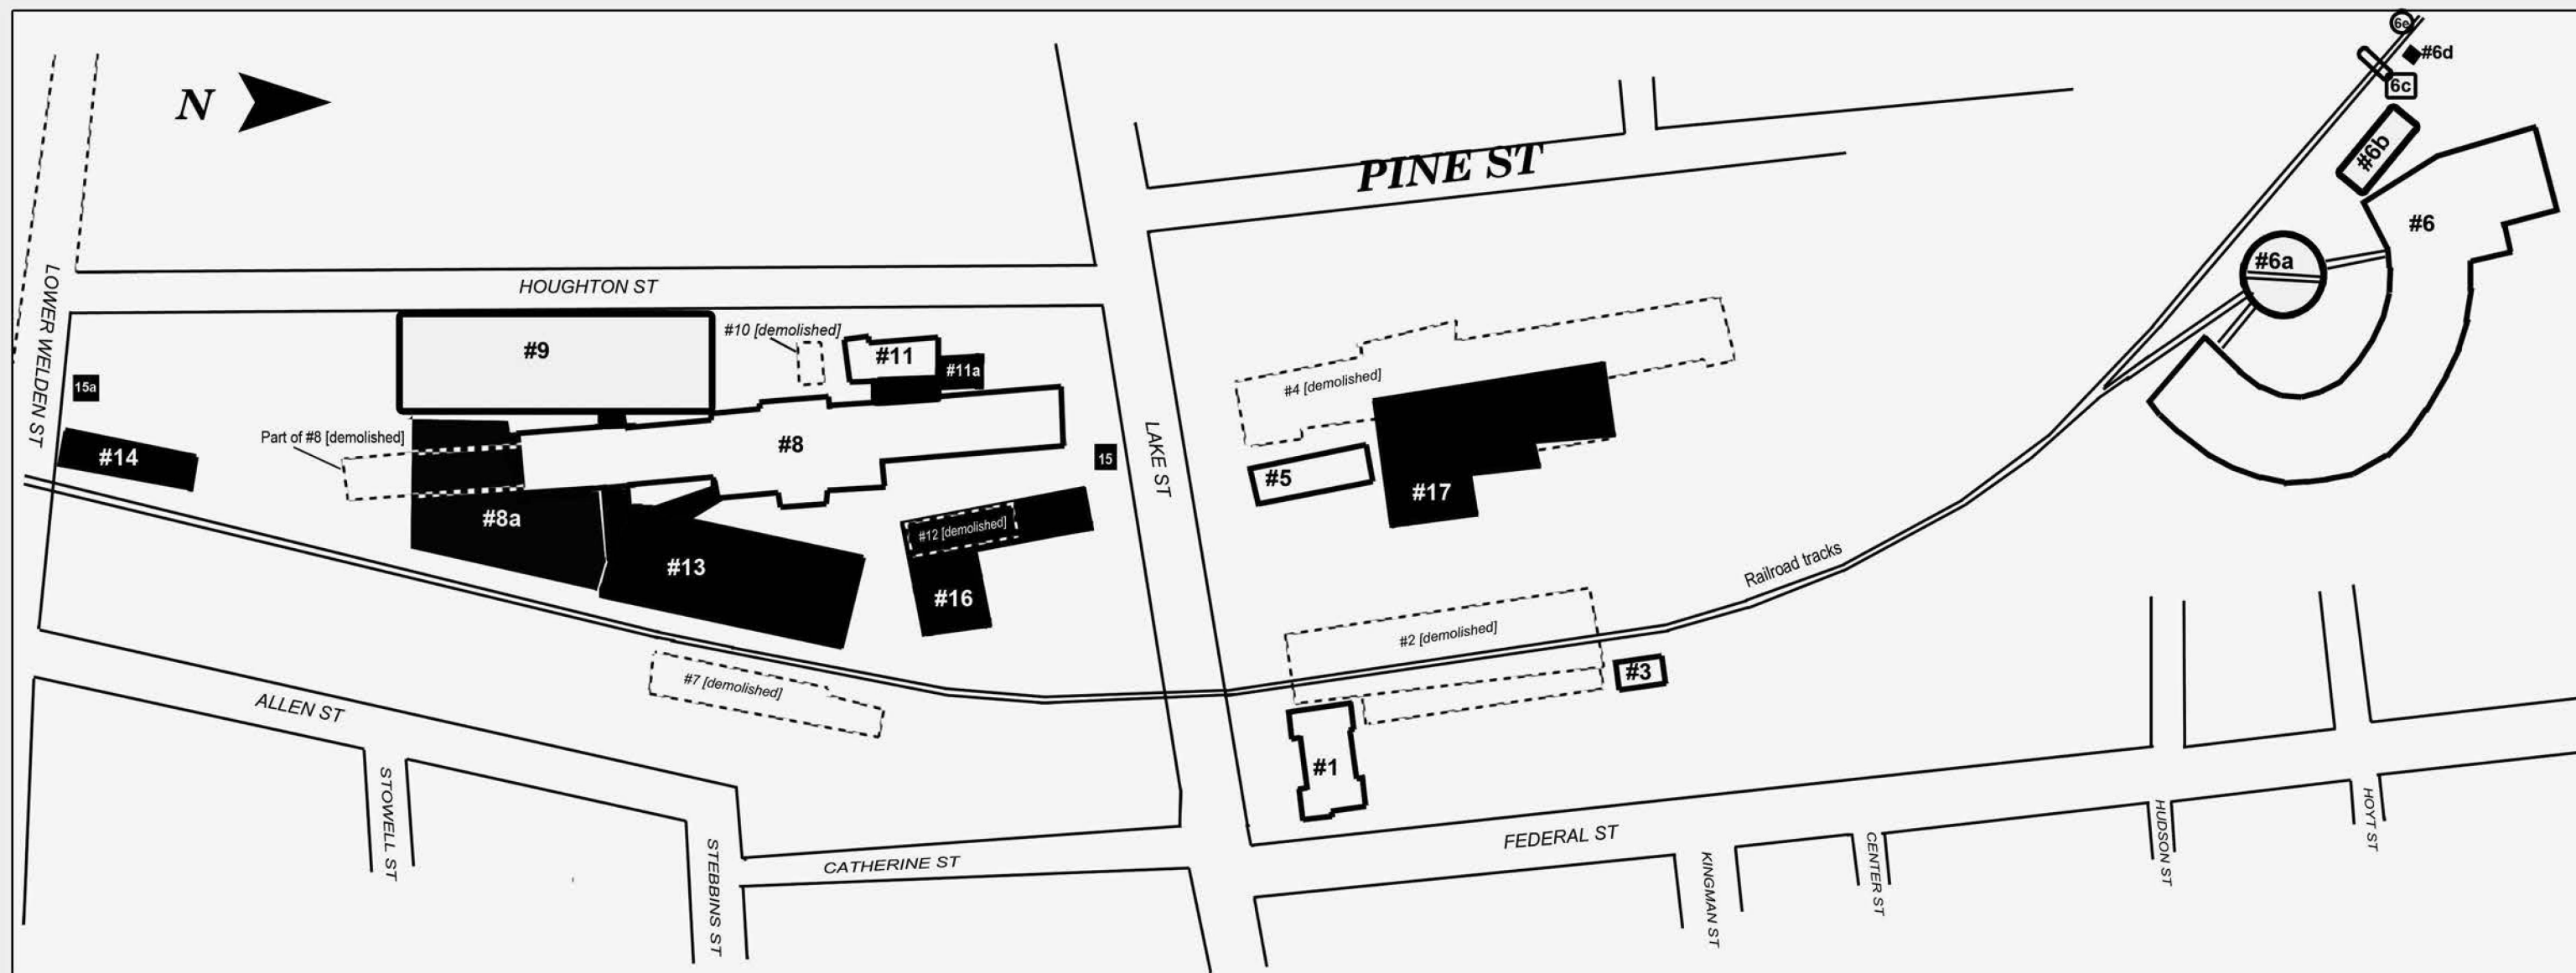 6e
#6d
6c
N
#6b
PINE ST
#6
#6a
LOWER WELDEN ST
HOUGHTON ST
#10 [demolished]
#9
#11
#11a
15a
#4 [demolished]
Part of #8 [demolished]
#8
#14
15
LAKE ST
#5
#17
#8a
#12 [demolished]
#13
#16
Railroad tracks
#2 [demolished]
#3
#7 [demolished]
ALLEN ST
#1
STOWELL ST
STEBBINS ST
CATHERINE ST
FEDERAL ST
KINGMAN ST
CENTER ST
HUDSON ST
HOYT ST